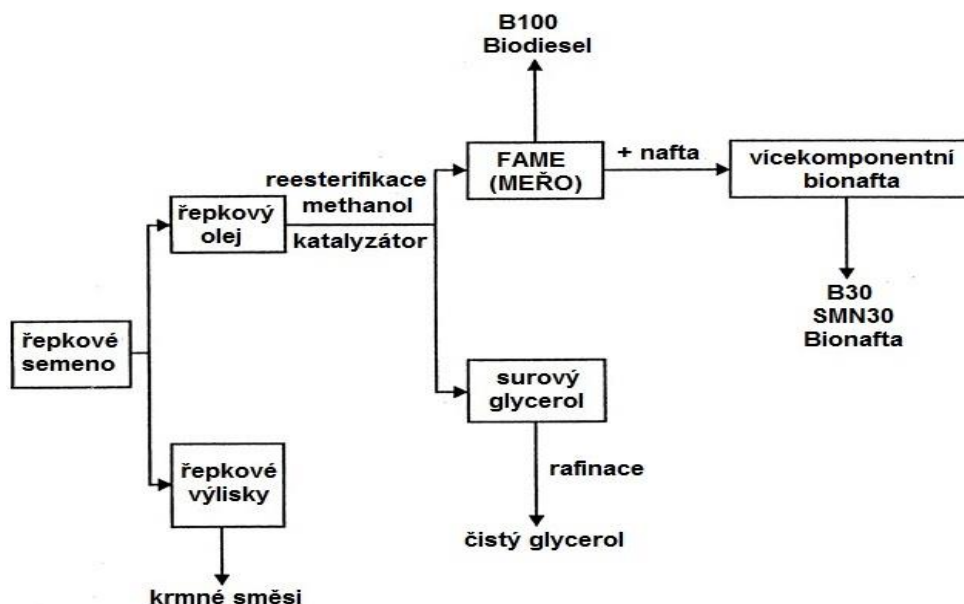 B100
Biodiesel
FAME
(MEŘO)
+ nafta
vícekomponentní
bionafta
reesterifikace
methanol
katalyzátor
řepkový
olej
B30
SMN30
Bionafta
řepkové
semeno
surový
glycerol
řepkové
výlisky
rafinace
čistý glycerol
krmné směsi